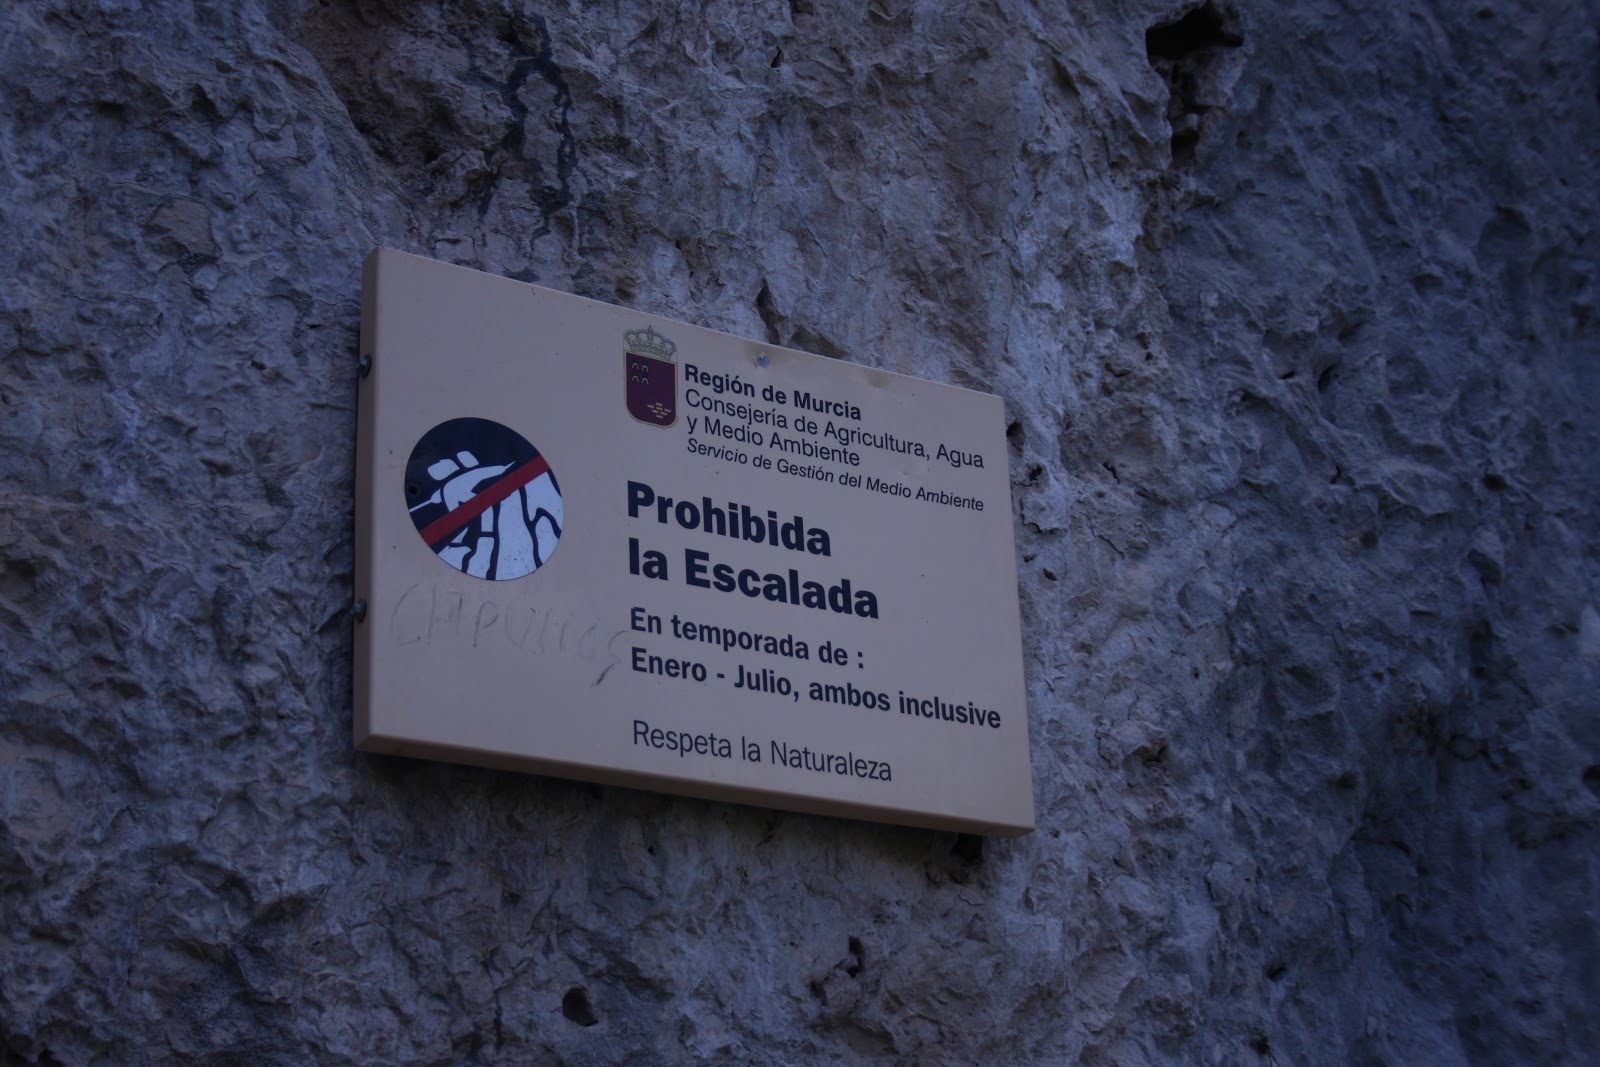 Región de Murcia
Consejería de Agricultura, Agua
y Medio Ambiente
Servicio de Gestión del Medio Ambiente
Prohibida
la Escalada
En temporada de :
Enero - Julio, ambos inclusive
Respeta la Naturaleza